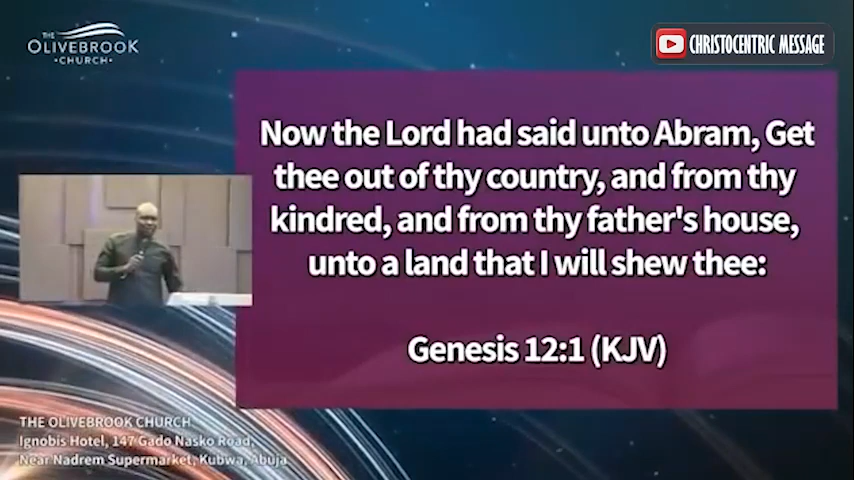 THE
OLIVEBROOK
•CHURCH•
CHRISTOCENTRIC MESSAGE
Now the Lord had said unto Abram, Get
thee out of thy country, and from thy
kindred, and from thy father's house,
unto a land that I will shew thee:
Genesis 12:1 (KJV)
THE OLIVEBROOK CHURCH
Ignobis Hotel, 147 Gado Nasko Road,
Near Nadrem Supermarket, Kubwa, Abuja